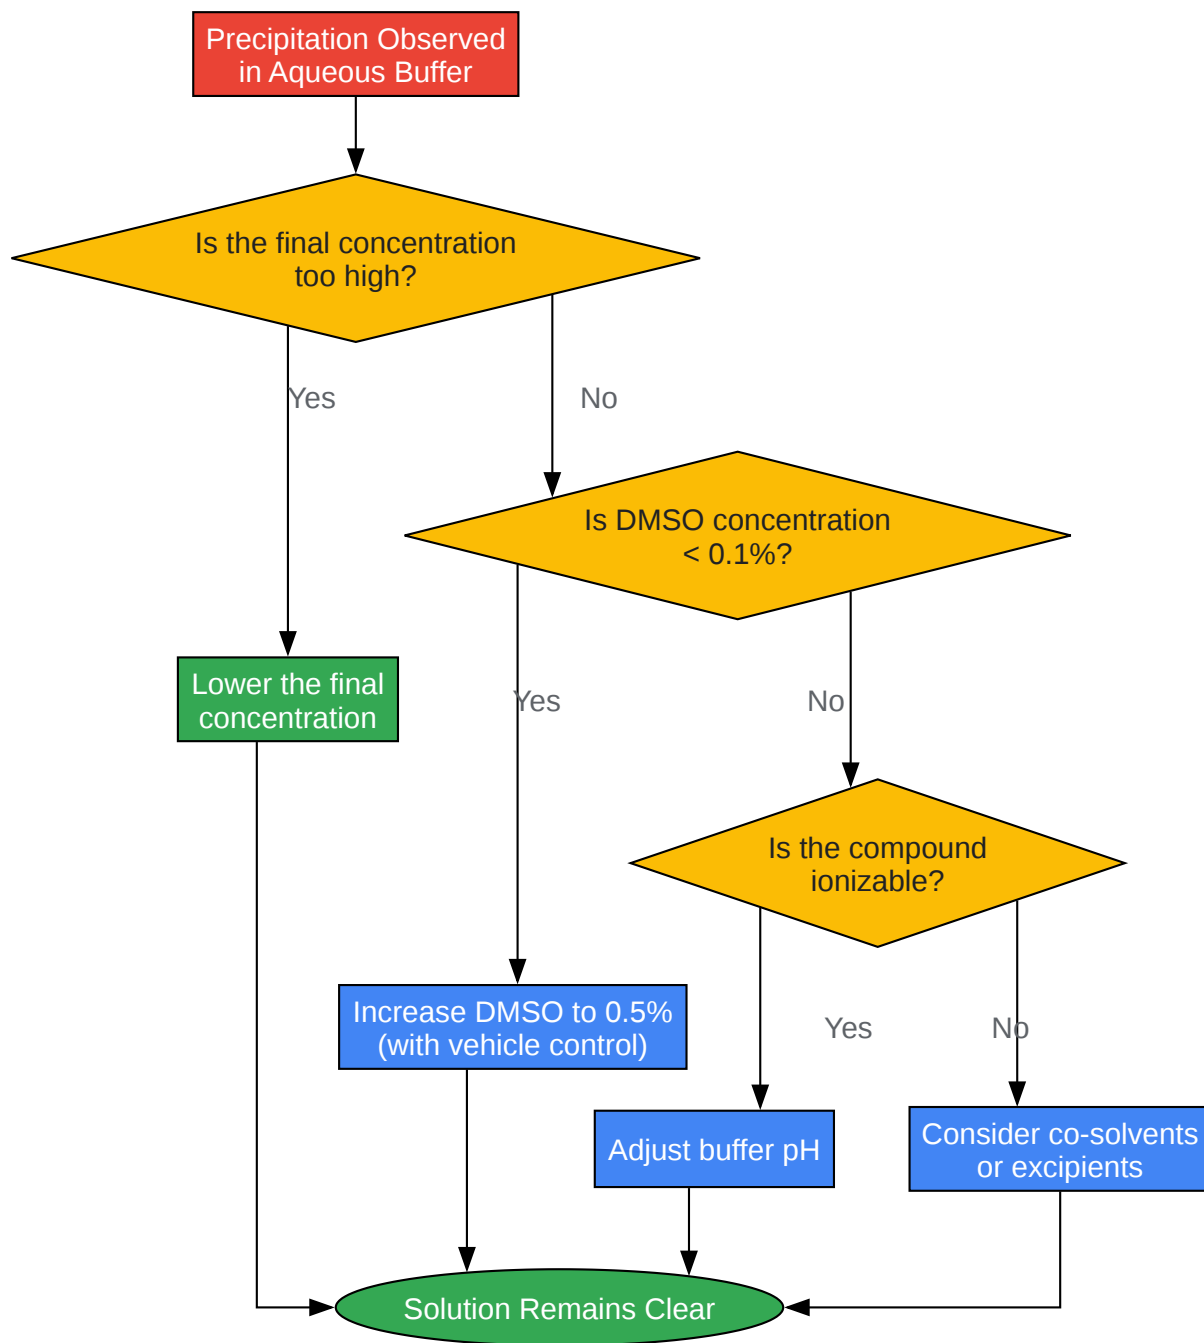 Precipitation Observed
in Aqueous Buffer
Is the final concentration
too high?
Yes
No
Is DMSO concentration
< 0.1%?
Lower the final
concentration
Yes
No
Is the compound
ionizable?
Increase DMSO to 0.5%
(with vehicle control)
Yes
No
Adjust buffer pH
Consider co-solvents
or excipients
Solution Remains Clear